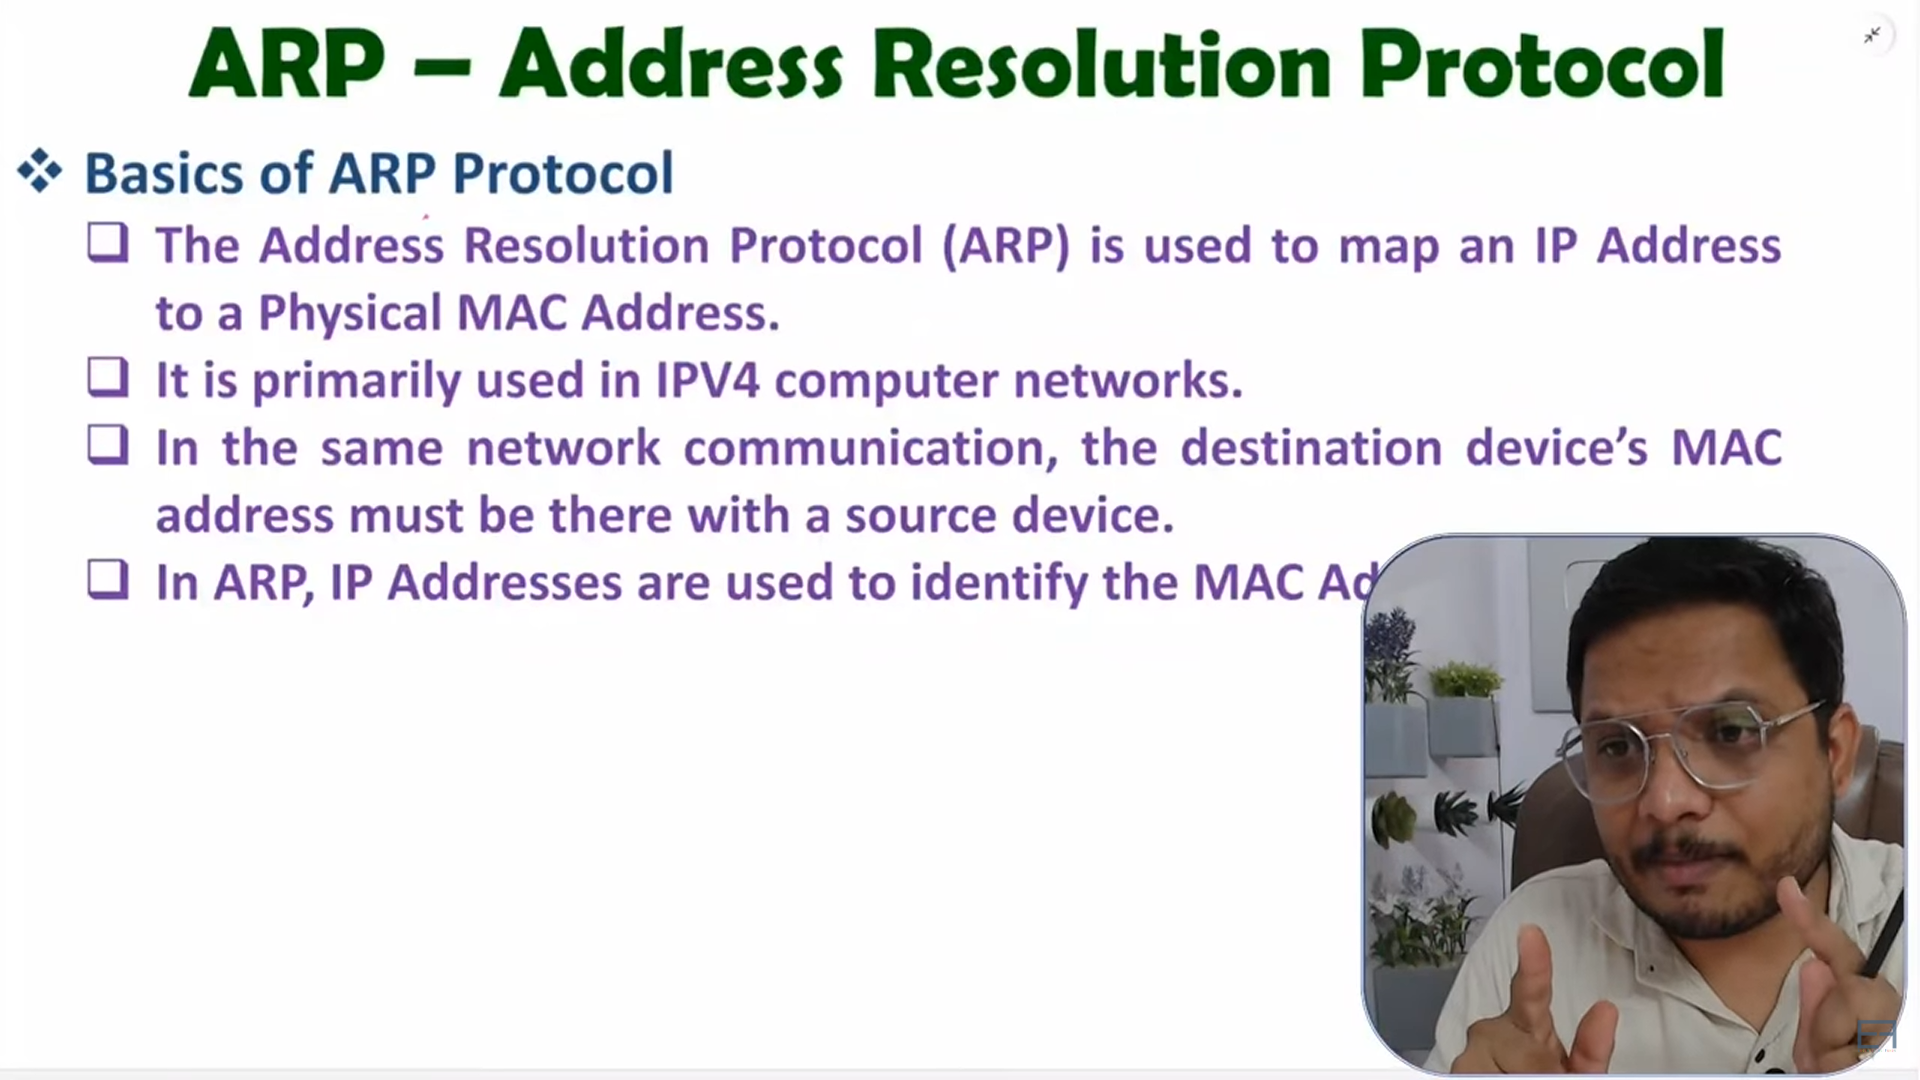 ARP – Address Resolution Protocol
Basics of ARP Protocol
The Address Resolution Protocol (ARP) is used to map an IP Address
to a Physical MAC Address.
It is primarily used in IPV4 computer networks.
In the same network communication, the destination device’s MAC
address must be there with a source device.
In ARP, IP Addresses are used to identify the MAC